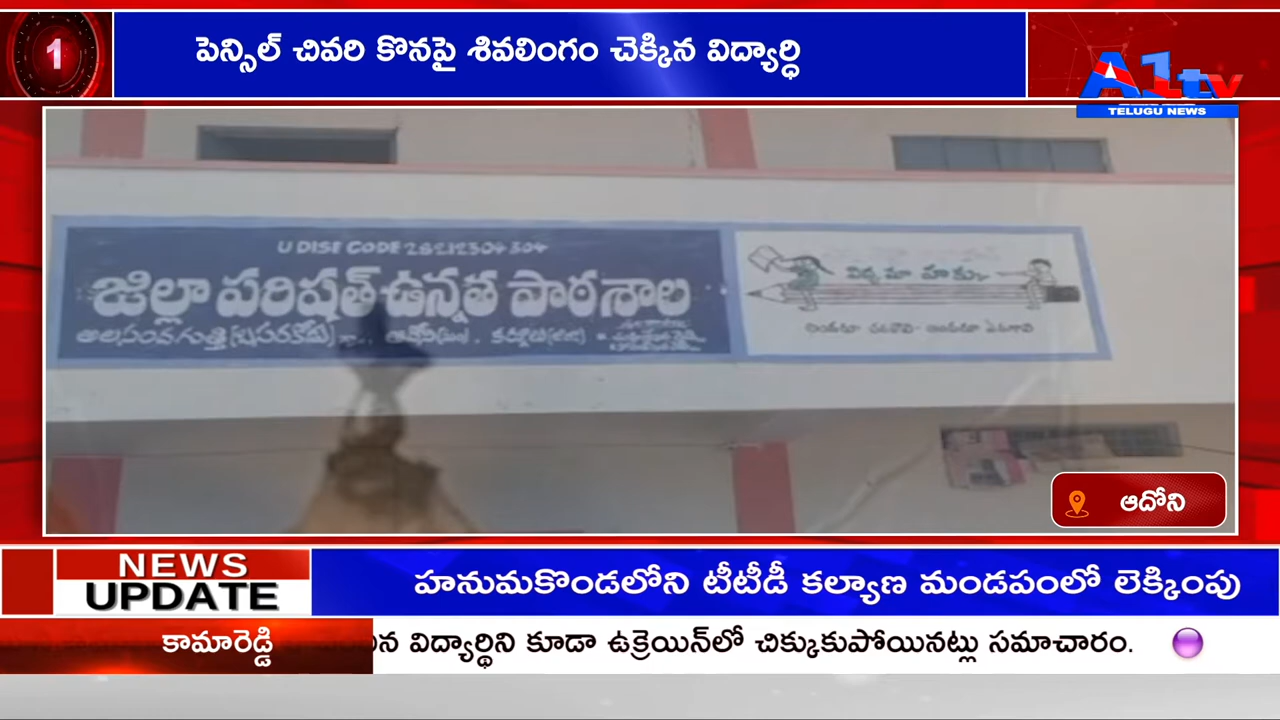 1
పెన్సిల్ చివరి కొనపై శివలింగం చెక్కిన విద్యార్ధి
A1tv
TELUGU NEWS
U DISE CODE 28212304304
జిల్లా పరిషత్ ఉన్నత పాఠశాల
ఆదోని
NEWS
UPDATE
హనుమకొండలోని టీటీడీ కల్యాణ మండపంలో లెక్కింపు
కామారెడ్డి
విద్యార్థిని కూడా ఉక్రెయిన్‌లో చిక్కుకుపోయినట్లు సమాచారం.